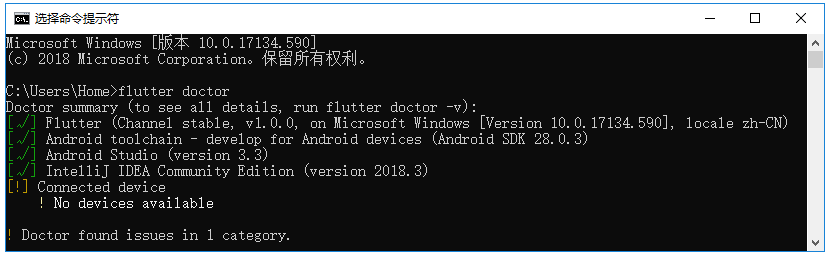 选择命令提示符
Microsoft Windows [版本 10.0.17134.590]
(c) 2018 Microsoft Corporation。保留所有权利。
C:\Users\Home>flutter doctor
Doctor summary (to see all details, run flutter doctor -v):
[√] Flutter (Channel stable, v1.0.0, on Microsoft Windows [Version 10.0.17134.590], locale zh-CN)
[√] Android toolchain - develop for Android devices (Android SDK 28.0.3)
[√] Android Studio (version 3.3)
[√] IntelliJ IDEA Community Edition (version 2018.3)
[!] Connected device
! No devices available
! Doctor found issues in 1 category.